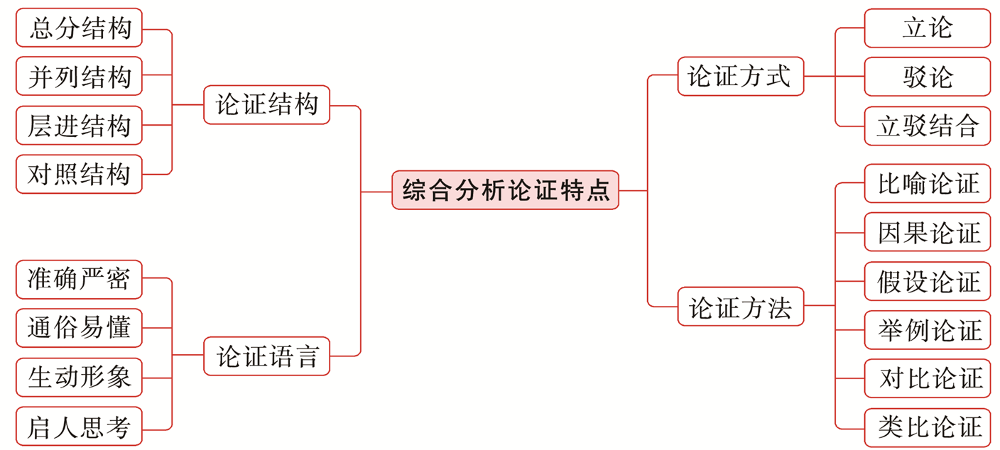 总分结构
并列结构
层进结构
对照结构
论证结构
准确严密
通俗易懂
生动形象
启人思考
论证语言
综合分析论证特点
论证方式
立论
驳论
立驳结合
论证方法
比喻论证
因果论证
假设论证
举例论证
对比论证
类比论证